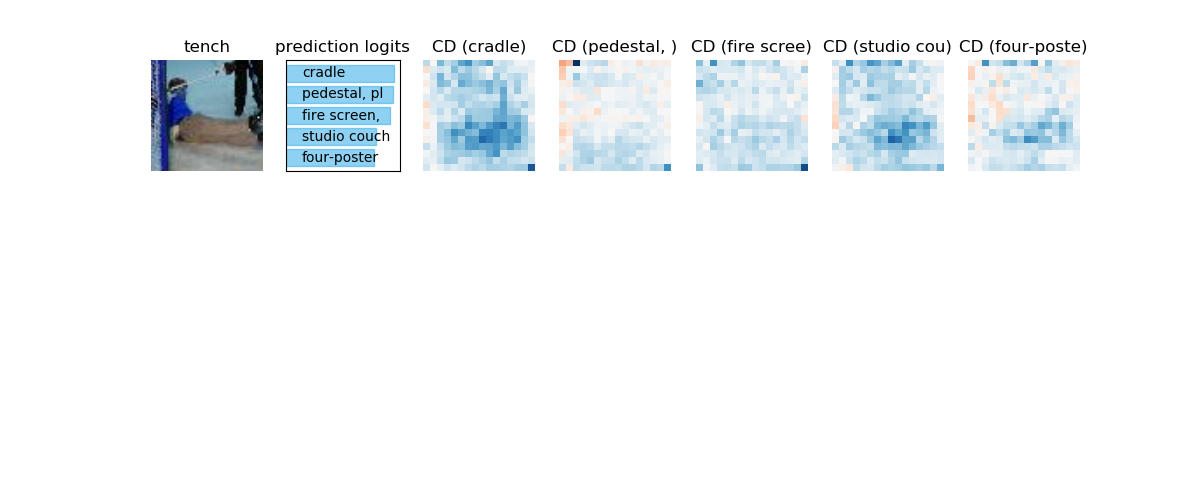 tench
prediction logits
CD (cradle)
CD (pedestal, )
CD (fire scree)
CD (studio cou)
CD (four-poste)
cradle
pedestal, pl
fire screen,
studio couch
four-poster